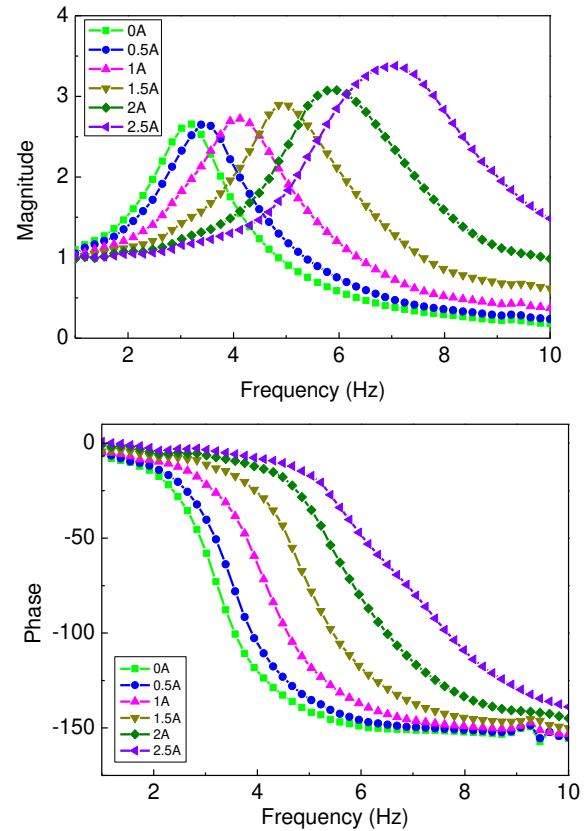 4
3
2
1
0
Magnitude
0A
0.5A
1A
1.5A
2A
2.5A
2 4 6 8 10
Frequency (Hz)
0
-50
-100
-150
Phase
0A
0.5A
1A
1.5A
2A
2.5A
2 4 6 8 10
Frequency (Hz)